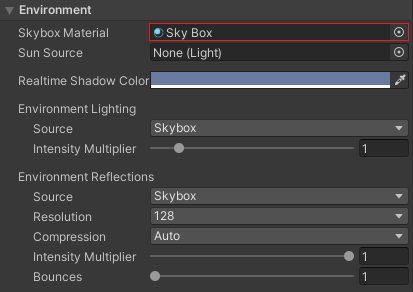 Environment
Skybox Material Sky Box
Sun Source None (Light)
Realtime Shadow Color
Environment Lighting
Source Skybox
Intensity Multiplier 1
Environment Reflections
Source Skybox
Resolution 128
Compression Auto
Intensity Multiplier 1
Bounces 1